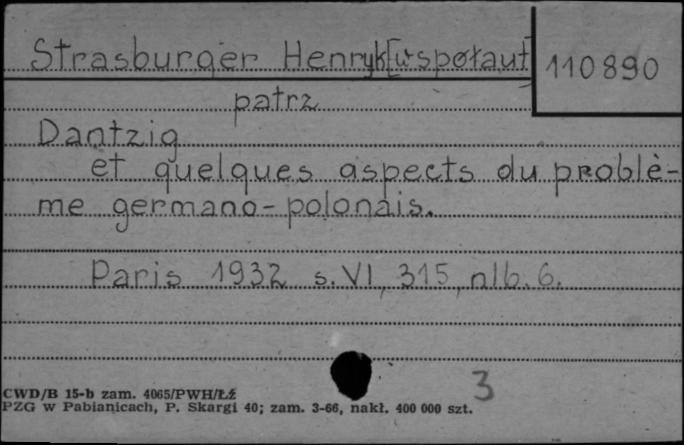 Strasburger Henryk [współaut]
110890
patrz
Dantzig
et quelques aspects du problè-
me germano-polonais.
Paris 1932 s. VI, 315, nlb. 6.
3
CWD/B 15-b zam. 4065/PWH/ŁŹ
PZG w Pabianicach, P. Skargi 40; zam. 3-66, nakł. 400 000 szt.